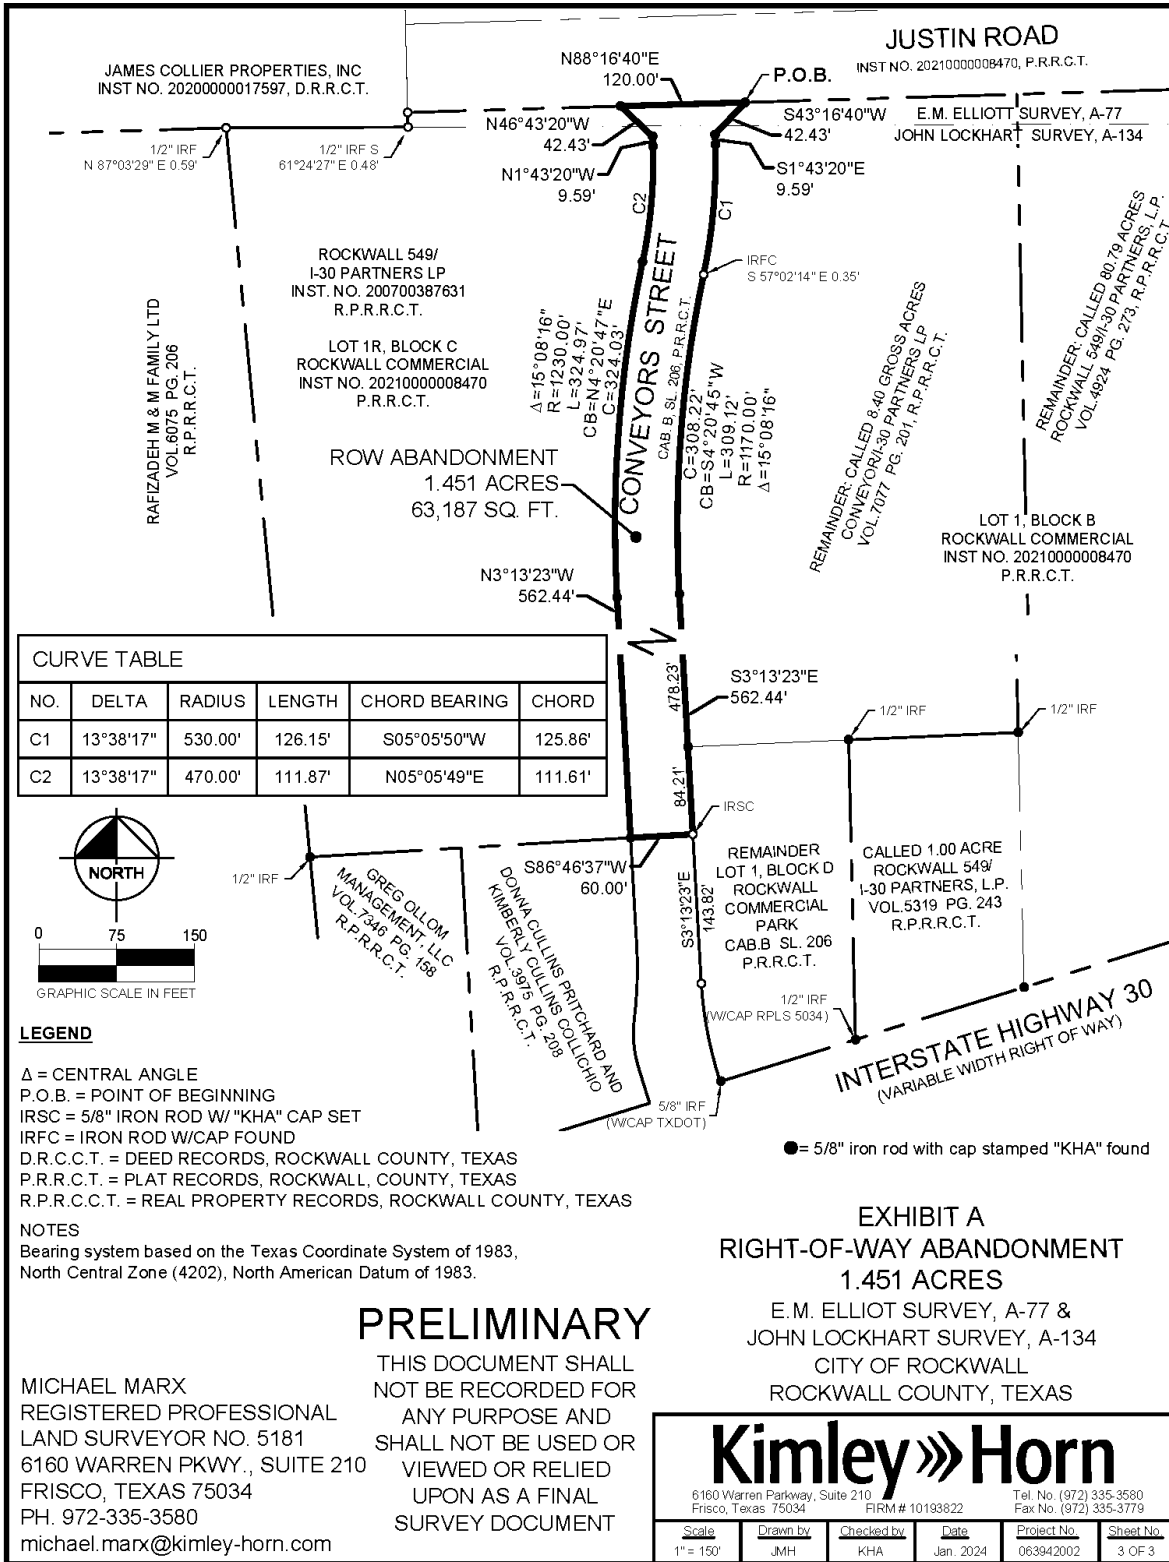 JUSTIN ROAD
INST NO. 20210000008470, P.R.R.C.T.
JAMES COLLIER PROPERTIES, INC
INST NO. 20200000017597, D.R.R.C.T.
N88°16'40"E
120.00'
P.O.B.
S43°16'40"W
42.43'
E.M. ELLIOTT SURVEY, A-77
JOHN LOCKHART SURVEY, A-134
N46°43'20"W
42.43'
1/2" IRF
N 87°03'29" E 0.59'
1/2" IRF S
61°24'27" E 0.48'
N1°43'20"W
9.59'
S1°43'20"E
9.59'
C2
C1
IRFC
S 57°02'14" E 0.35'
ROCKWALL 549/
I-30 PARTNERS LP
INST. NO. 200700387631
R.P.R.R.C.T.
LOT 1R, BLOCK C
ROCKWALL COMMERCIAL
INST NO. 20210000008470
P.R.R.C.T.
RAFIZADEH M & M FAMILY LTD
VOL.6075 PG. 206
R.P.R.R.C.T.
Δ=15°08'16"
R=1230.00'
L=324.97'
CB=N4°20'47"E
C=324.03'
CONVEYORS STREET
CAB. B, SL. 206, P.R.R.C.T.
C=308.22'
CB=S4°20'45"W
L=309.12'
R=1170.00'
Δ=15°08'16"
REMAINDER: CALLED 8.40 GROSS ACRES
CONVEYOR/I-30 PARTNERS LP
VOL.7077 PG. 201, R.P.R.R.C.T.
REMAINDER: CALLED 80.79 ACRES
ROCKWALL 549/I-30 PARTNERS, L.P.
VOL.4924 PG. 273, R.P.R.R.C.T.
ROW ABANDONMENT
1.451 ACRES
63,187 SQ. FT.
LOT 1, BLOCK B
ROCKWALL COMMERCIAL
INST NO. 20210000008470
P.R.R.C.T.
N3°13'23"W
562.44'
CURVE TABLE
NO. DELTA RADIUS LENGTH CHORD BEARING CHORD
C1 13°38'17" 530.00' 126.15' S05°05'50"W 125.86'
C2 13°38'17" 470.00' 111.87' N05°05'49"E 111.61'
478.23'
S3°13'23"E
562.44'
1/2" IRF
1/2" IRF
84.21'
IRSC
NORTH
1/2" IRF
S86°46'37"W
60.00'
GREG OLLOM
MANAGEMENT, LLC
VOL.7346 PG. 158
R.P.R.R.C.T.
DONNA CULLINS PRITCHARD AND
KIMBERLY CULLINS COLLICHIO
VOL.3975 PG. 208
R.P.R.R.C.T.
S3°13'23"E
143.82'
REMAINDER
LOT 1, BLOCK D
ROCKWALL
COMMERCIAL
PARK
CAB.B SL. 206
P.R.R.C.T.
CALLED 1.00 ACRE
ROCKWALL 549/
I-30 PARTNERS, L.P.
VOL.5319 PG. 243
R.P.R.R.C.T.
0 75 150
GRAPHIC SCALE IN FEET
1/2" IRF
(W/CAP RPLS 5034)
INTERSTATE HIGHWAY 30
(VARIABLE WIDTH RIGHT OF WAY)
5/8" IRF
(W/CAP TXDOT)
LEGEND
Δ = CENTRAL ANGLE
P.O.B. = POINT OF BEGINNING
IRSC = 5/8" IRON ROD W/ "KHA" CAP SET
IRFC = IRON ROD W/CAP FOUND
D.R.C.C.T. = DEED RECORDS, ROCKWALL COUNTY, TEXAS
P.R.R.C.T. = PLAT RECORDS, ROCKWALL, COUNTY, TEXAS
R.P.R.C.C.T. = REAL PROPERTY RECORDS, ROCKWALL COUNTY, TEXAS
= 5/8" iron rod with cap stamped "KHA" found
NOTES
Bearing system based on the Texas Coordinate System of 1983,
North Central Zone (4202), North American Datum of 1983.
EXHIBIT A
RIGHT-OF-WAY ABANDONMENT
1.451 ACRES
E.M. ELLIOT SURVEY, A-77 &
JOHN LOCKHART SURVEY, A-134
CITY OF ROCKWALL
ROCKWALL COUNTY, TEXAS
PRELIMINARY
THIS DOCUMENT SHALL
NOT BE RECORDED FOR
ANY PURPOSE AND
SHALL NOT BE USED OR
VIEWED OR RELIED
UPON AS A FINAL
SURVEY DOCUMENT
MICHAEL MARX
REGISTERED PROFESSIONAL
LAND SURVEYOR NO. 5181
6160 WARREN PKWY., SUITE 210
FRISCO, TEXAS 75034
PH. 972-335-3580
michael.marx@kimley-horn.com
Kimley»Horn
6160 Warren Parkway, Suite 210
Frisco, Texas 75034
FIRM # 10193822
Tel. No. (972) 335-3580
Fax No. (972) 335-3779
Scale Drawn by Checked by Date Project No. Sheet No.
1" = 150' JMH KHA Jan. 2024 063942002 3 OF 3